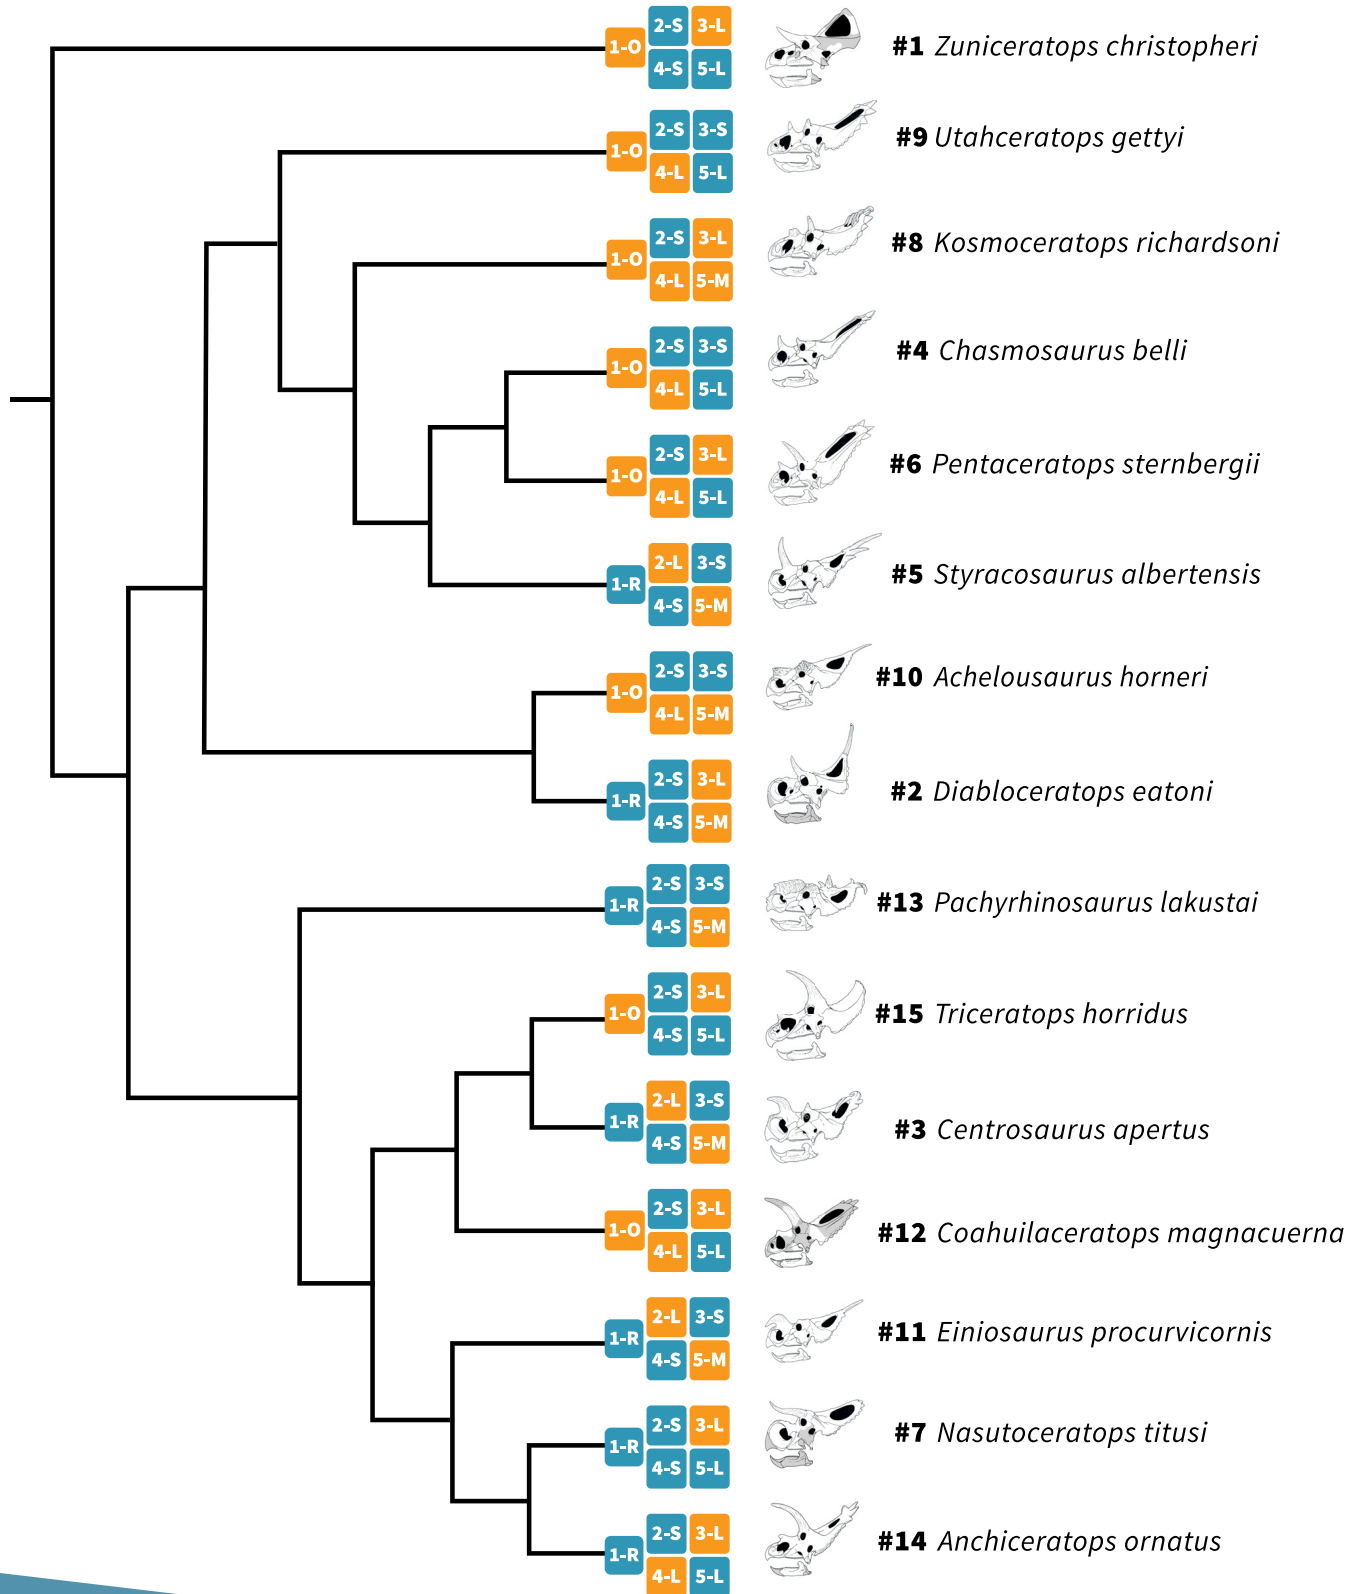 2-S 3-L
1-O
4-S 5-L
#1 Zuniceratops christopheri
2-S 3-S
1-O
4-L 5-L
#9 Utahceratops gettyi
2-S 3-L
1-O
4-L 5-M
#8 Kosmoceratops richardsoni
2-S 3-S
1-O
4-L 5-L
#4 Chasmosaurus belli
2-S 3-L
1-O
4-L 5-L
#6 Pentaceratops sternbergii
2-L 3-S
1-R
4-S 5-M
#5 Styracosaurus albertensis
2-S 3-S
1-O
4-L 5-M
#10 Achelousaurus horneri
2-S 3-L
1-R
4-S 5-M
#2 Diabloceratops eatoni
2-S 3-S
1-R
4-S 5-M
#13 Pachyrhinosaurus lakustai
2-S 3-L
1-O
4-S 5-L
#15 Triceratops horridus
2-L 3-S
1-R
4-S 5-M
#3 Centrosaurus apertus
2-S 3-L
1-O
4-L 5-L
#12 Coahuilaceratops magnacuerna
2-L 3-S
1-R
4-S 5-M
#11 Einiosaurus procurvicornis
2-S 3-L
1-R
4-S 5-L
#7 Nasutoceratops titusi
2-S 3-L
1-R
4-L 5-L
#14 Anchiceratops ornatus